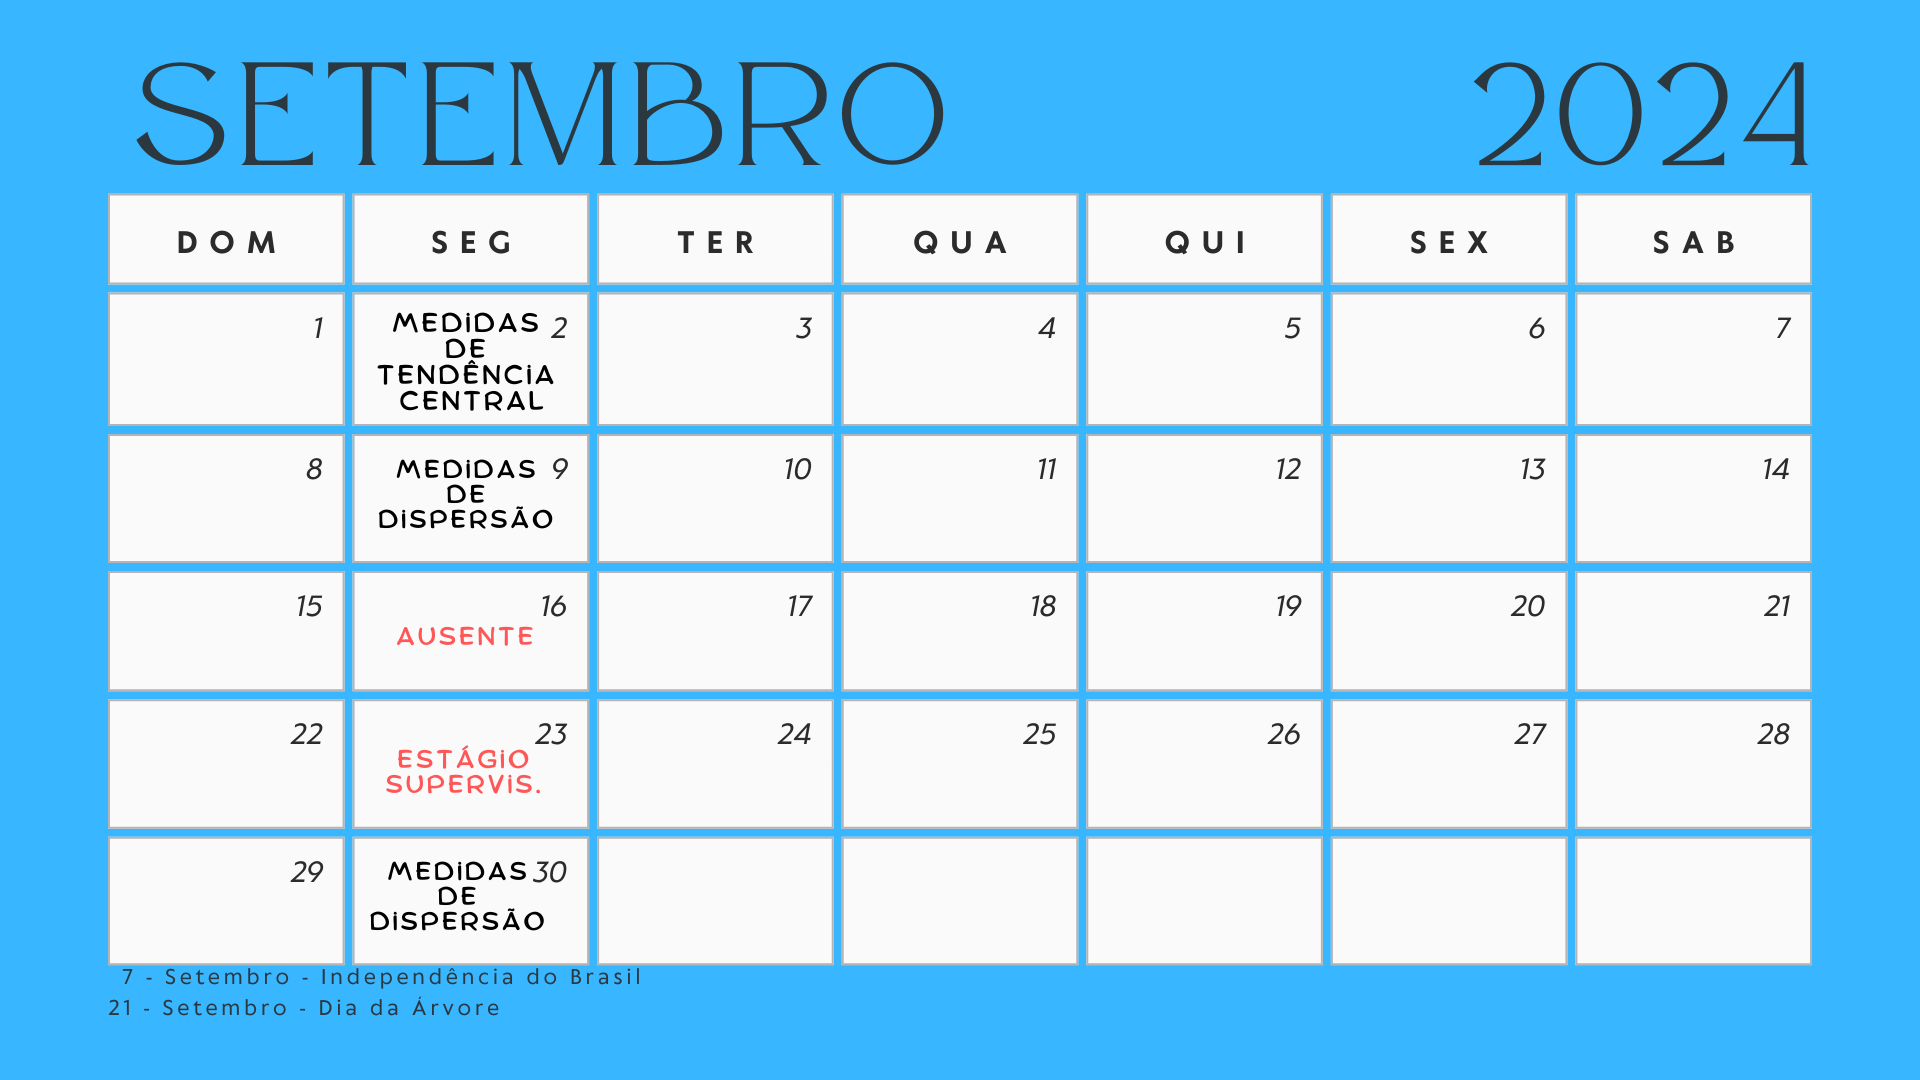 SETEMBRO 2024
DOM SEG TER QUA QUI SEX SAB
1 MEDIDAS 2 3 4 5 6 7
DE
TENDÊNCIA
CENTRAL
8 MEDIDAS 9 10 11 12 13 14
DE
DISPERSÃO
15 16 17 18 19 20 21
AUSENTE
22 23 24 25 26 27 28
ESTÁGIO
SUPERVIS.
29 MEDIDAS 30
DE
DISPERSÃO
7 - Setembro - Independência do Brasil
21 - Setembro - Dia da Árvore